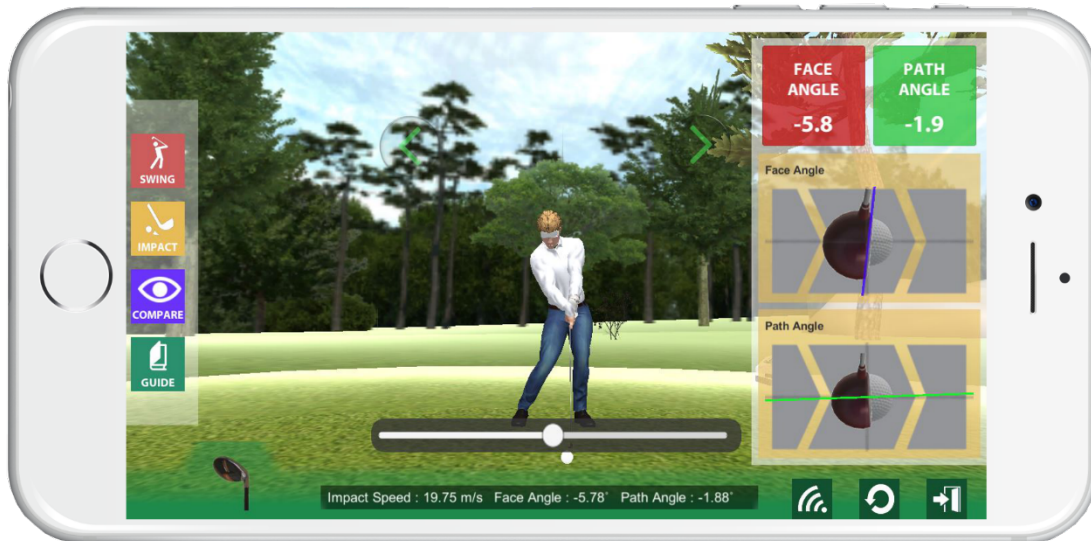 SWING
IMPACT
COMPARE
GUIDE
FACE
ANGLE
-5.8
PATH
ANGLE
-1.9
Face Angle
Path Angle
Impact Speed : 19.75 m/s   Face Angle : -5.78°   Path Angle : -1.88°